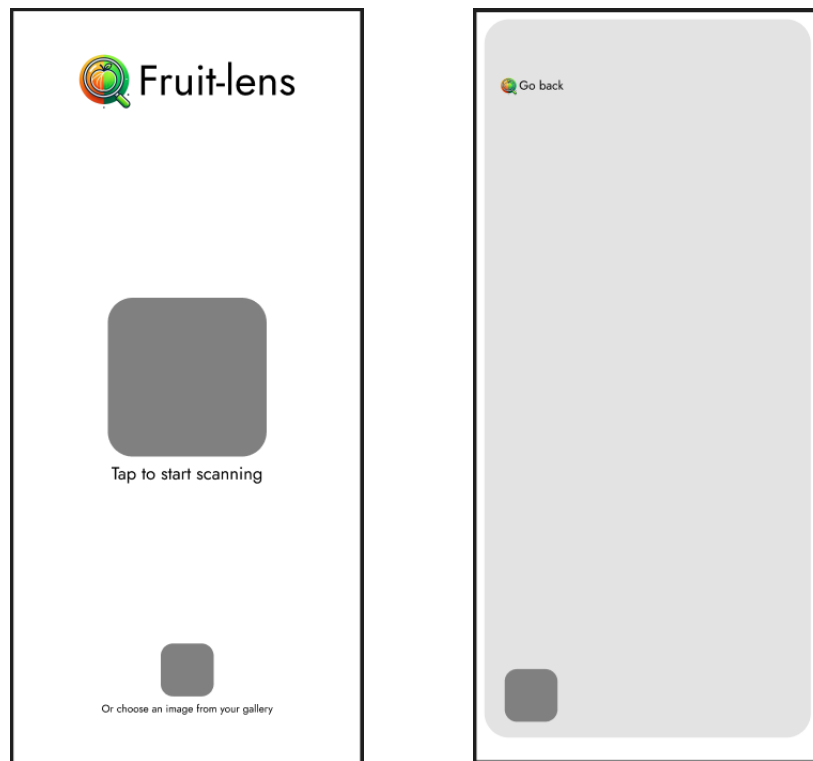 Fruit-lens
Tap to start scanning
Or choose an image from your gallery
Go back